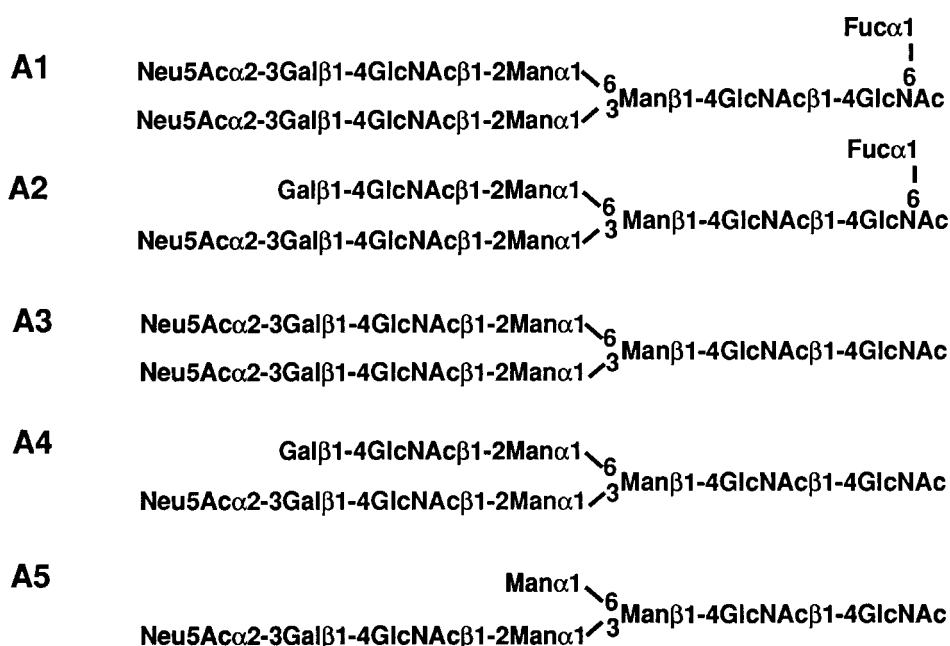 Fucα1
A1
Neu5Acα2-3Galβ1-4GlcNAcβ1-2Manα1
6
6
3
Manβ1-4GlcNAcβ1-4GlcNAc
Neu5Acα2-3Galβ1-4GlcNAcβ1-2Manα1
Fucα1
A2
Galβ1-4GlcNAcβ1-2Manα1
6
6
3
Manβ1-4GlcNAcβ1-4GlcNAc
Neu5Acα2-3Galβ1-4GlcNAcβ1-2Manα1
A3
Neu5Acα2-3Galβ1-4GlcNAcβ1-2Manα1
6
3
Manβ1-4GlcNAcβ1-4GlcNAc
Neu5Acα2-3Galβ1-4GlcNAcβ1-2Manα1
A4
Galβ1-4GlcNAcβ1-2Manα1
6
3
Manβ1-4GlcNAcβ1-4GlcNAc
Neu5Acα2-3Galβ1-4GlcNAcβ1-2Manα1
A5
Manα1
6
3
Manβ1-4GlcNAcβ1-4GlcNAc
Neu5Acα2-3Galβ1-4GlcNAcβ1-2Manα1